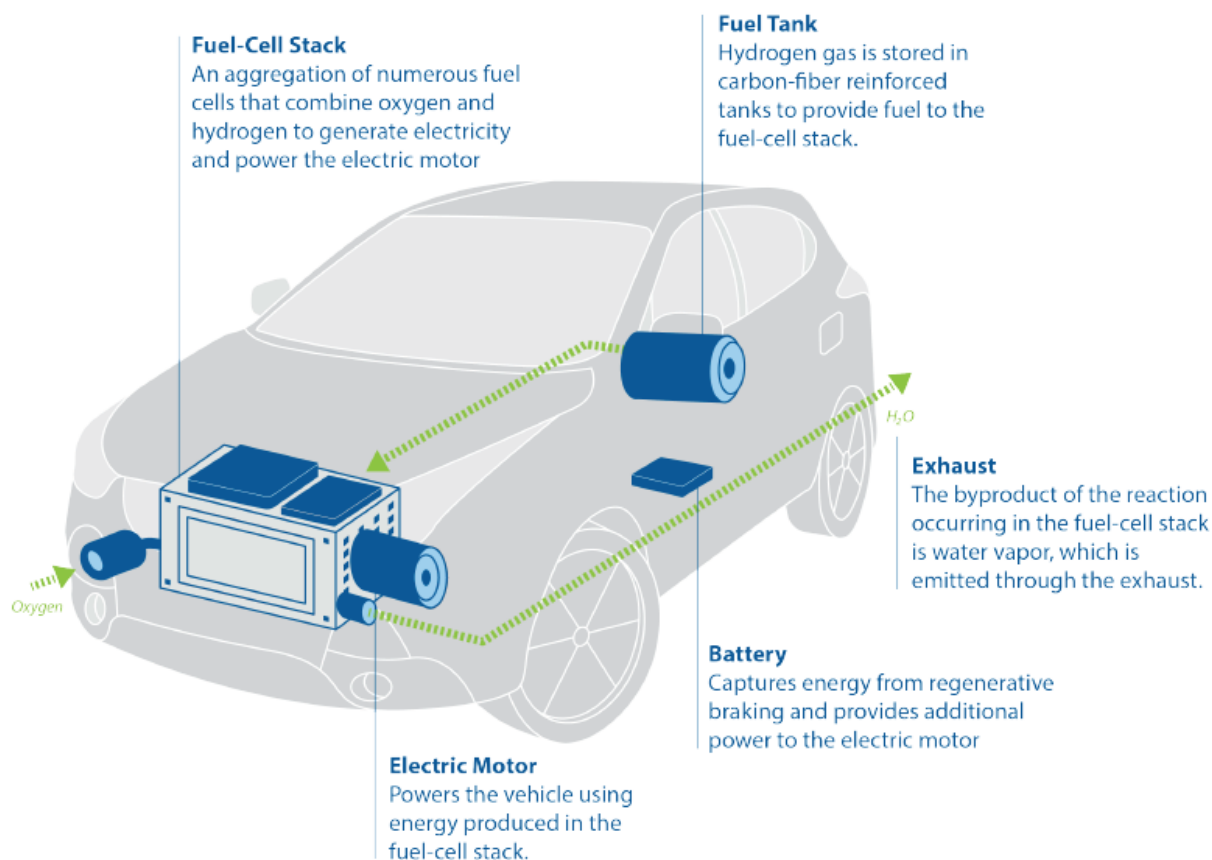 Fuel-Cell Stack
An aggregation of numerous fuel
cells that combine oxygen and
hydrogen to generate electricity
and power the electric motor
Fuel Tank
Hydrogen gas is stored in
carbon-fiber reinforced
tanks to provide fuel to the
fuel-cell stack.
H₂O
Exhaust
The byproduct of the reaction
occurring in the fuel-cell stack
is water vapor, which is
emitted through the exhaust.
Oxygen
Battery
Captures energy from regenerative
braking and provides additional
power to the electric motor
Electric Motor
Powers the vehicle using
energy produced in the
fuel-cell stack.